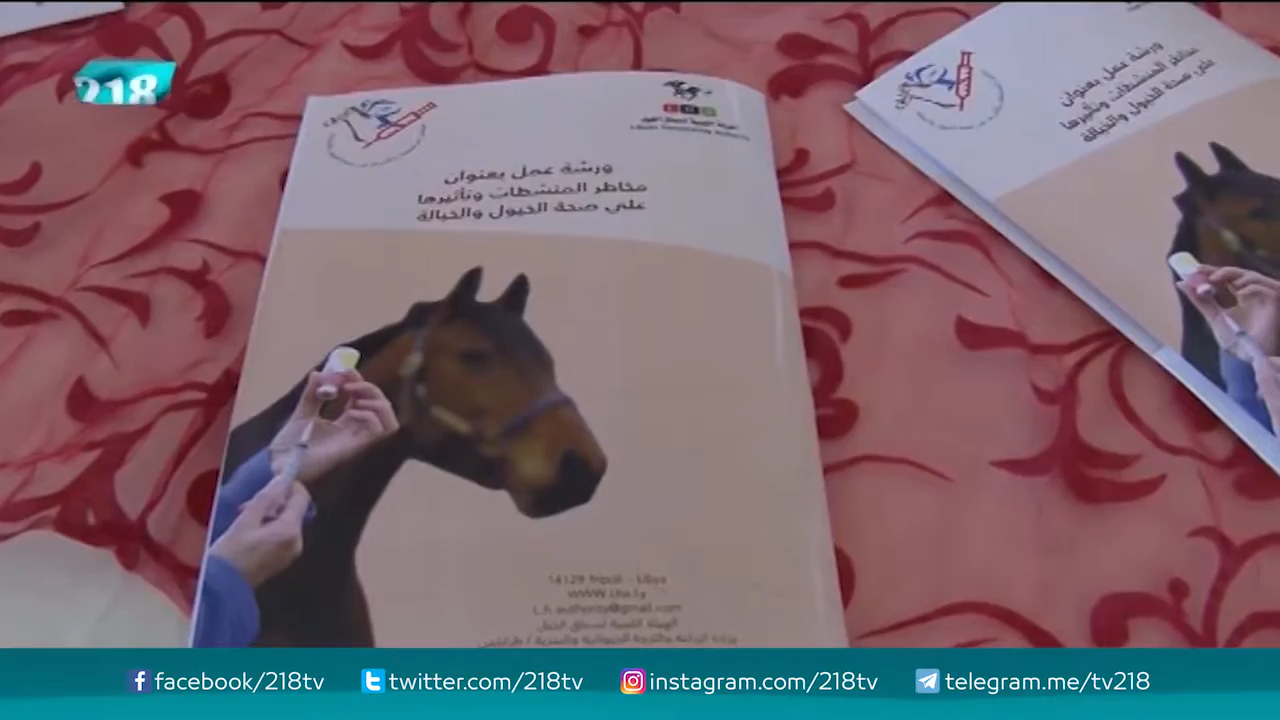 218
ورشة عمل بعنوان
مخاطر المنشطات وتأثيرها
علي صحة الخيول والخيالة
14129 Tripoli - Libya
L.h.authority@gmail.com
الهيئة الليبية لسباق الخيل
ورشة عمل بعنوان
مخاطر المنشطات وتأثيرها
علي صحة الخيول والخيالة
facebook/218tv
twitter.com/218tv
instagram.com/218tv
telegram.me/tv218